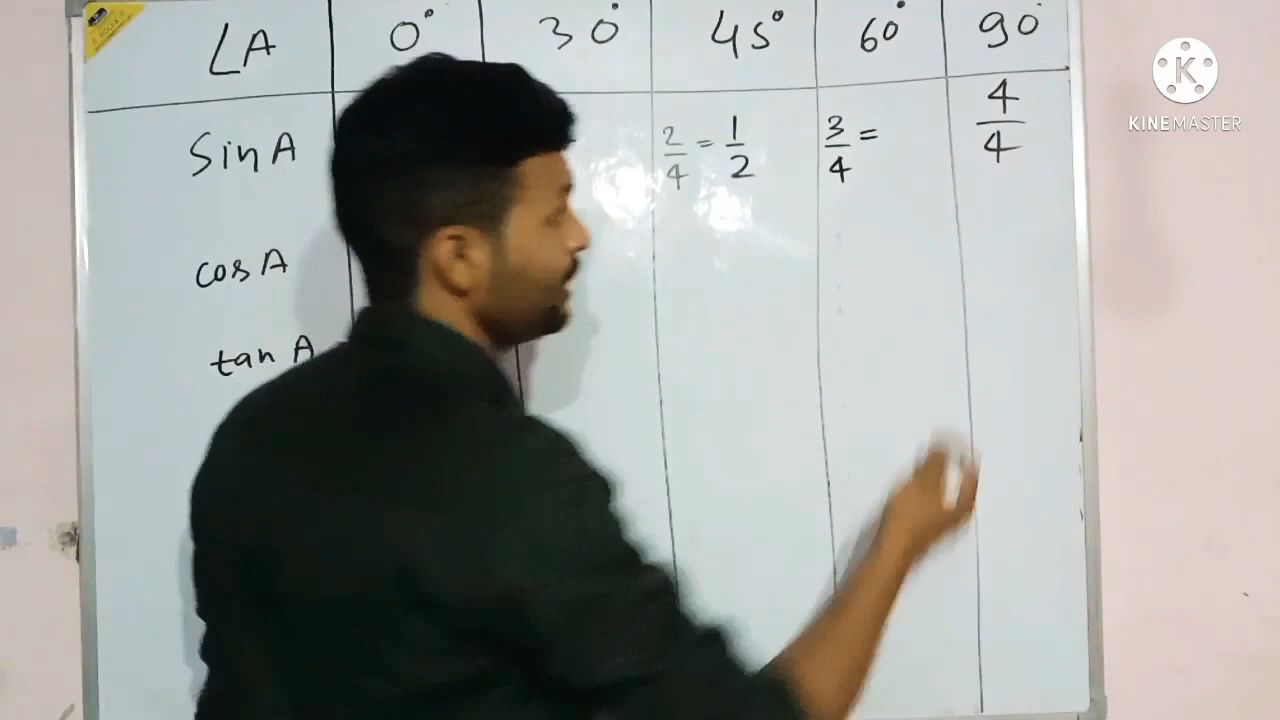 ∠A 0° 30° 45° 60° 90°
Sin A 2/4 = 1/2 3/4 = 4/4
cos A
tan A
KINEMASTER